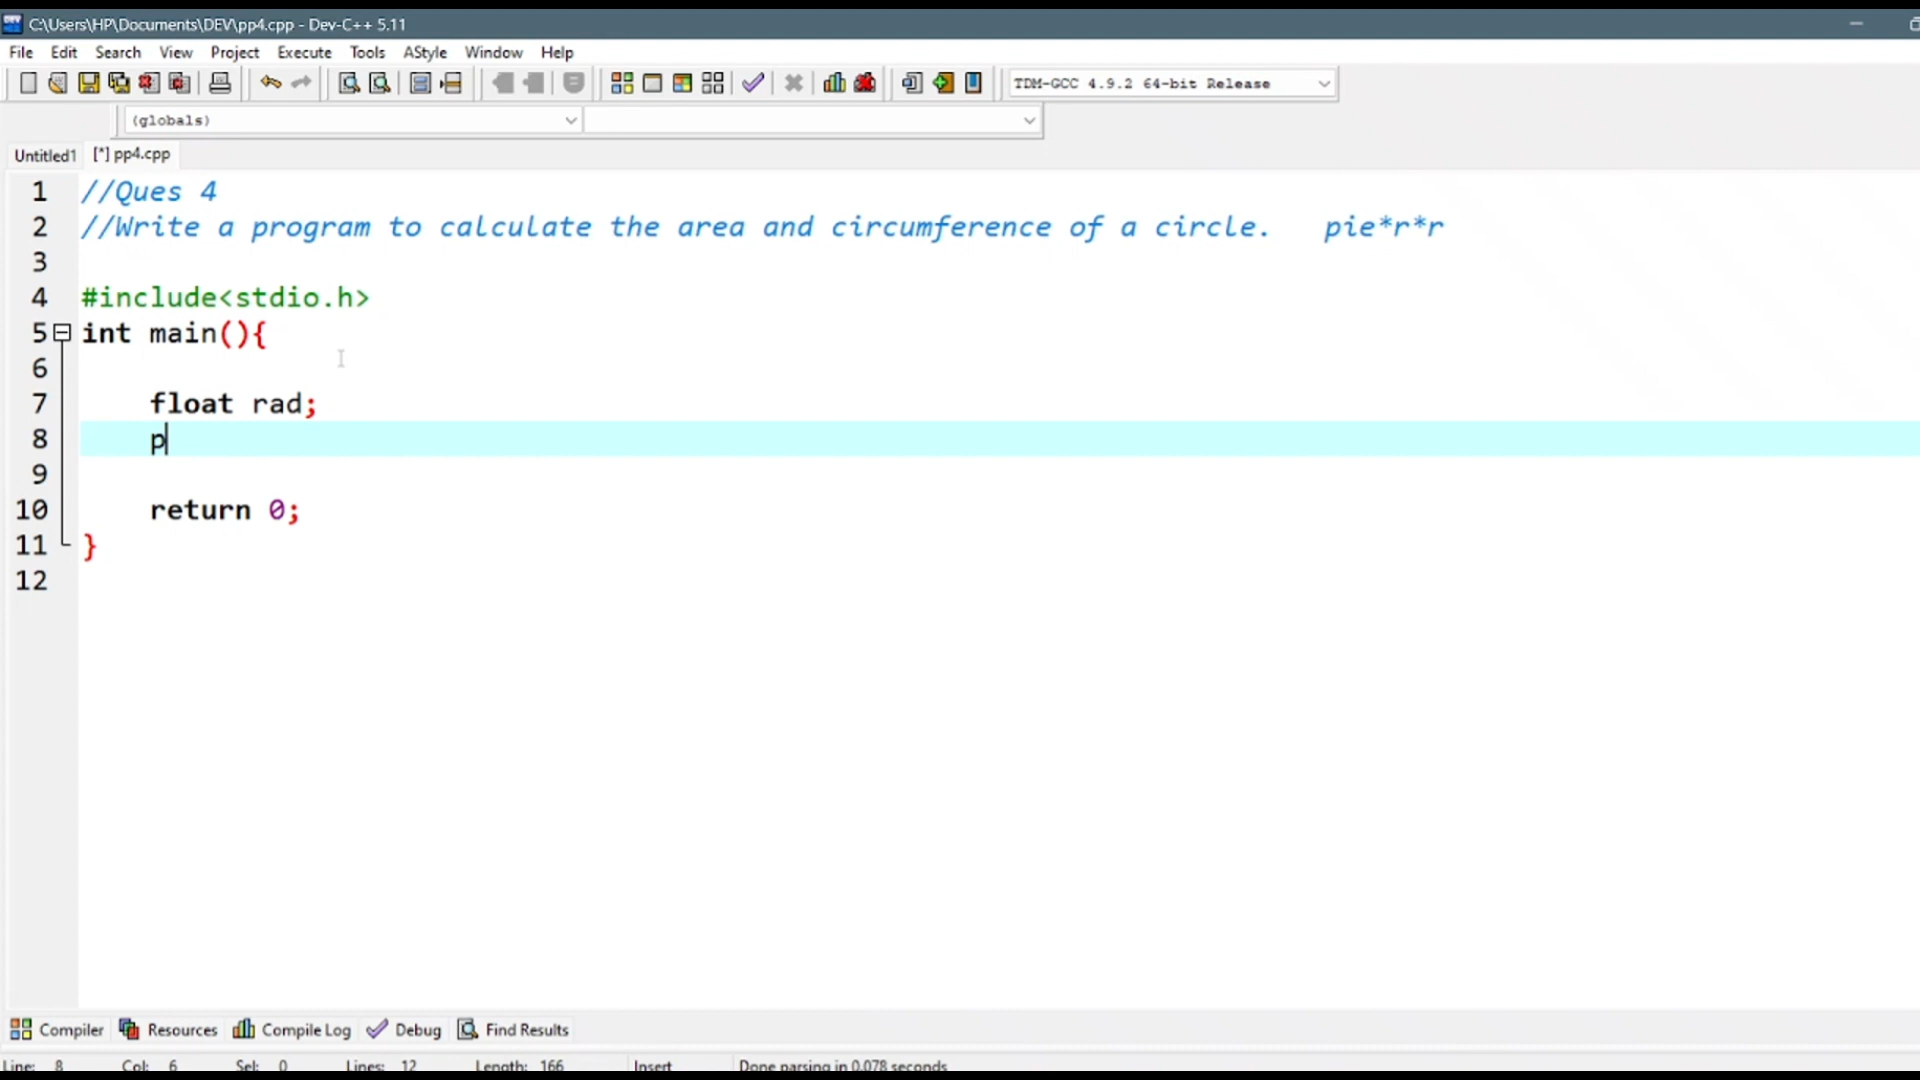 C:\Users\HP\Documents\DEV\pp4.cpp - Dev-C++ 5.11
File Edit Search View Project Execute Tools AStyle Window Help
TDM-GCC 4.9.2 64-bit Release
(globals)
Untitled1 [*] pp4.cpp
1 //Ques 4
2 //Write a program to calculate the area and circumference of a circle. pie*r*r
3
4 #include<stdio.h>
5 int main(){
6
7 float rad;
8 p
9
10 return 0;
11 }
12
Compiler Resources Compile Log Debug Find Results
Line: 8 Col: 6 Sel: 0 Lines: 12 Length: 166 Insert Done parsing in 0.078 seconds